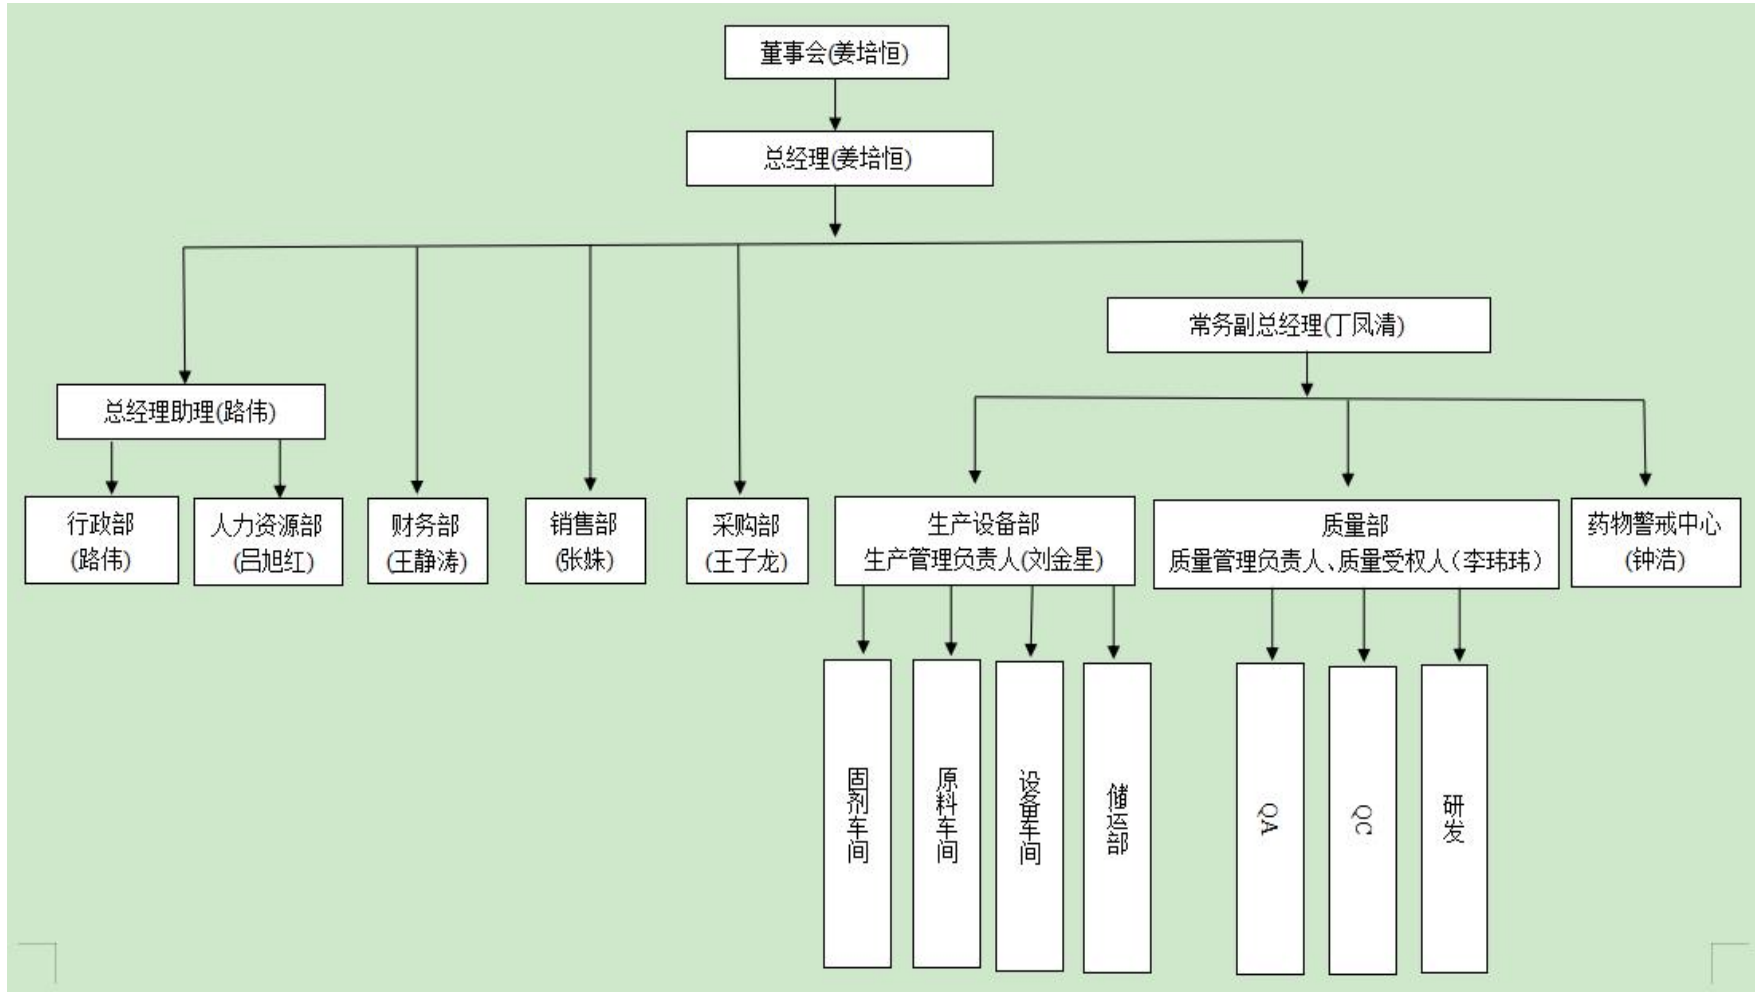 董事会(姜培恒)
总经理(姜培恒)
常务副总经理(丁凤清)
总经理助理(路伟)
行政部
(路伟)
人力资源部
(吕旭红)
财务部
(王静涛)
销售部
(张姝)
采购部
(王子龙)
生产设备部
生产管理负责人(刘金星)
质量部
质量管理负责人、质量受权人（李玮玮）
药物警戒中心
(钟浩)
固剂车间
原料车间
设备车间
储运部
QA
QC
研发